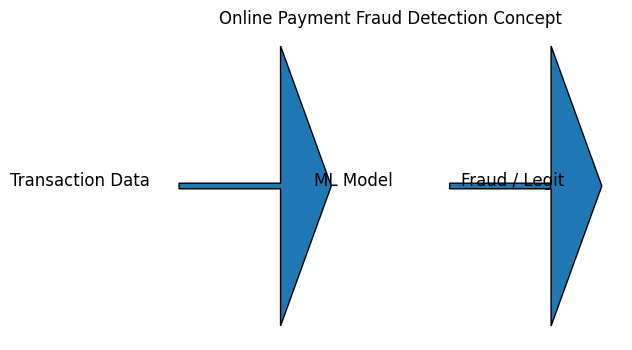 Online Payment Fraud Detection Concept
Transaction Data
ML Model
Fraud / Legit